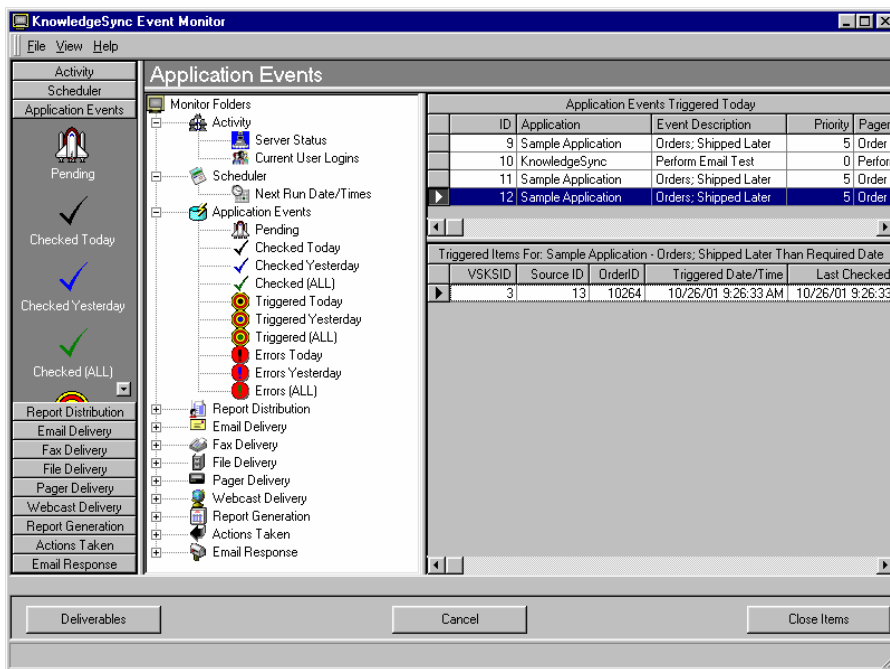 KnowledgeSync Event Monitor
File View Help
Activity
Scheduler
Application Events
Pending
Checked Today
Checked Yesterday
Checked (ALL)
Report Distribution
Email Delivery
Fax Delivery
File Delivery
Pager Delivery
Webcast Delivery
Report Generation
Actions Taken
Email Response
Application Events
Monitor Folders
Activity
Server Status
Current User Logins
Scheduler
Next Run Date/Times
Application Events
Pending
Checked Today
Checked Yesterday
Checked (ALL)
Triggered Today
Triggered Yesterday
Triggered (ALL)
Errors Today
Errors Yesterday
Errors (ALL)
Report Distribution
Email Delivery
Fax Delivery
File Delivery
Pager Delivery
Webcast Delivery
Report Generation
Actions Taken
Email Response
Application Events Triggered Today
ID Application Event Description Priority Pager
9 Sample Application Orders; Shipped Later 5 Order
10 KnowledgeSync Perform Email Test 0 Perfor
11 Sample Application Orders; Shipped Later 5 Order
12 Sample Application Orders; Shipped Later 5 Order
Triggered Items For: Sample Application - Orders; Shipped Later Than Required Date
VSKSID Source ID OrderID Triggered Date/Time Last Checked
3 13 10264 10/26/01 9:26:33 AM 10/26/01 9:26:33
Deliverables Cancel Close Items